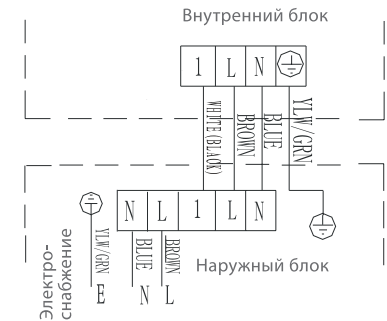 Внутренний блок
1 L N
WHITE(BLACK)
BROWN
BLUE
YLW/GRN
N L 1 L N
Наружный блок
Электро-
снабжение
YLW/GRN
BLUE
BROWN
E N L